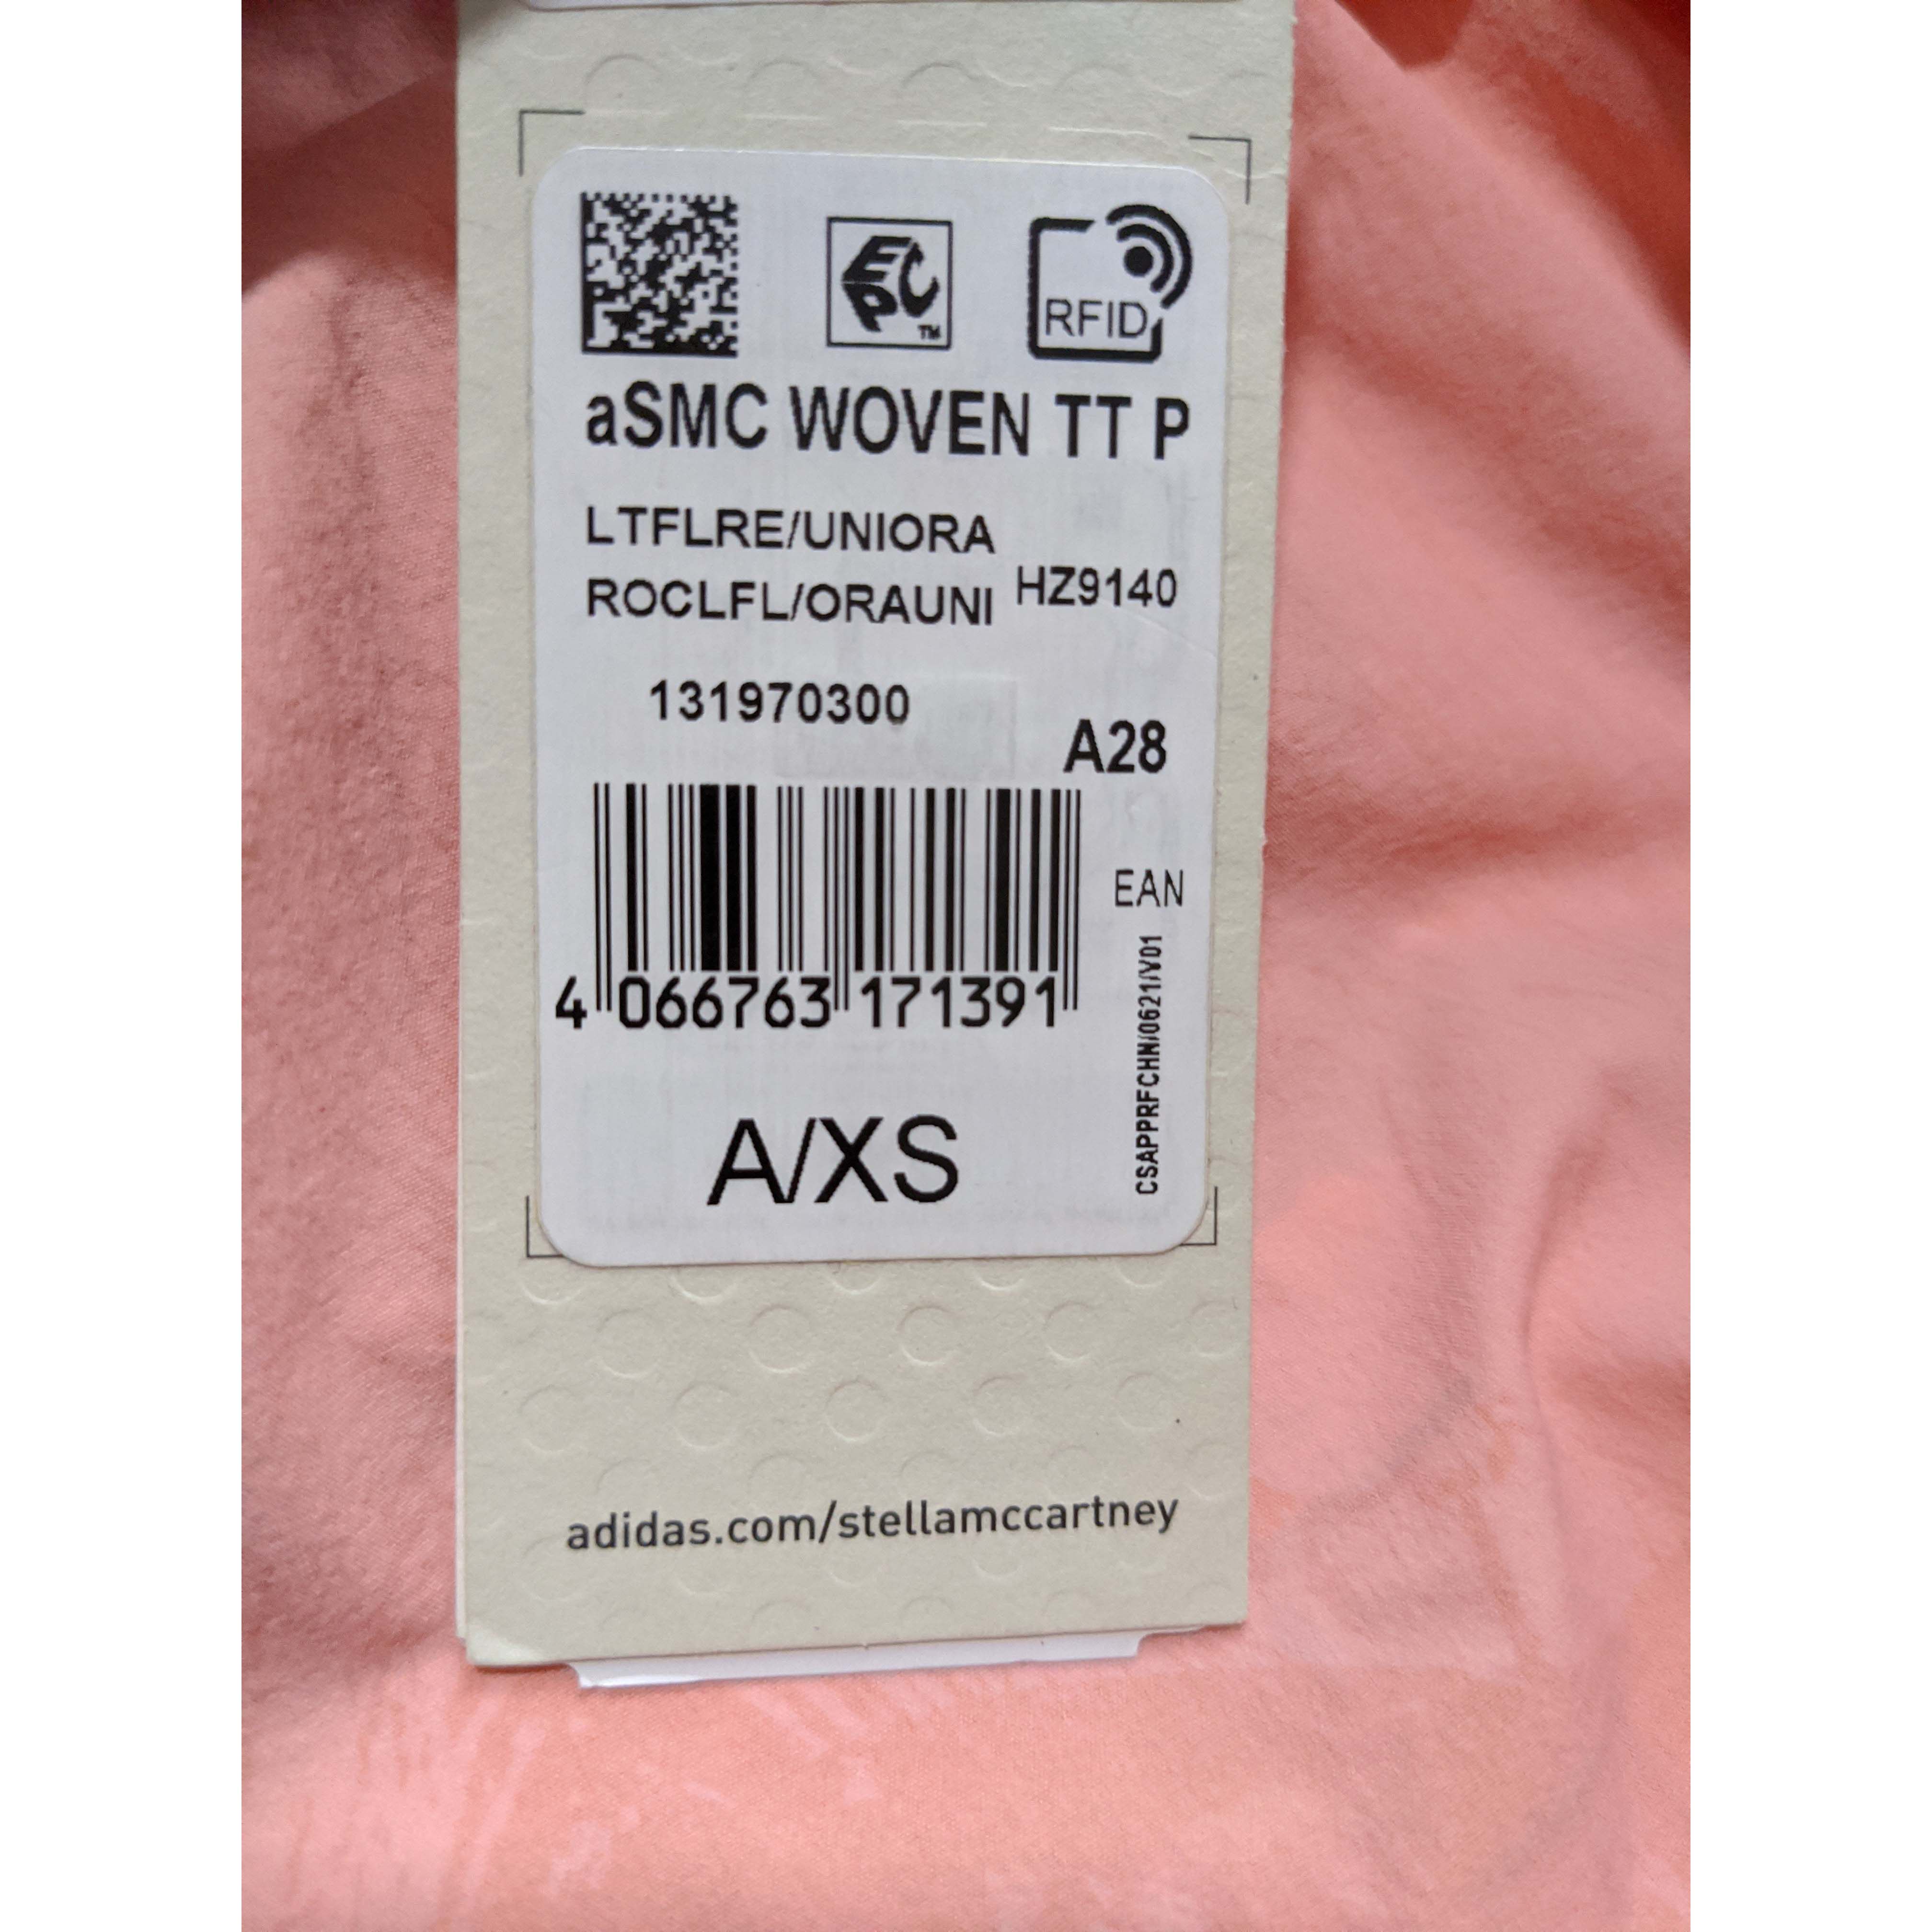 EPC™
RFID
aSMC WOVEN TT P
LTFLRE/UNIORA
ROCLFL/ORAUNI HZ9140
131970300
A28
EAN
4 066763 171391
CSAPPRFCHN/0621/V01
A/XS
adidas.com/stellamccartney